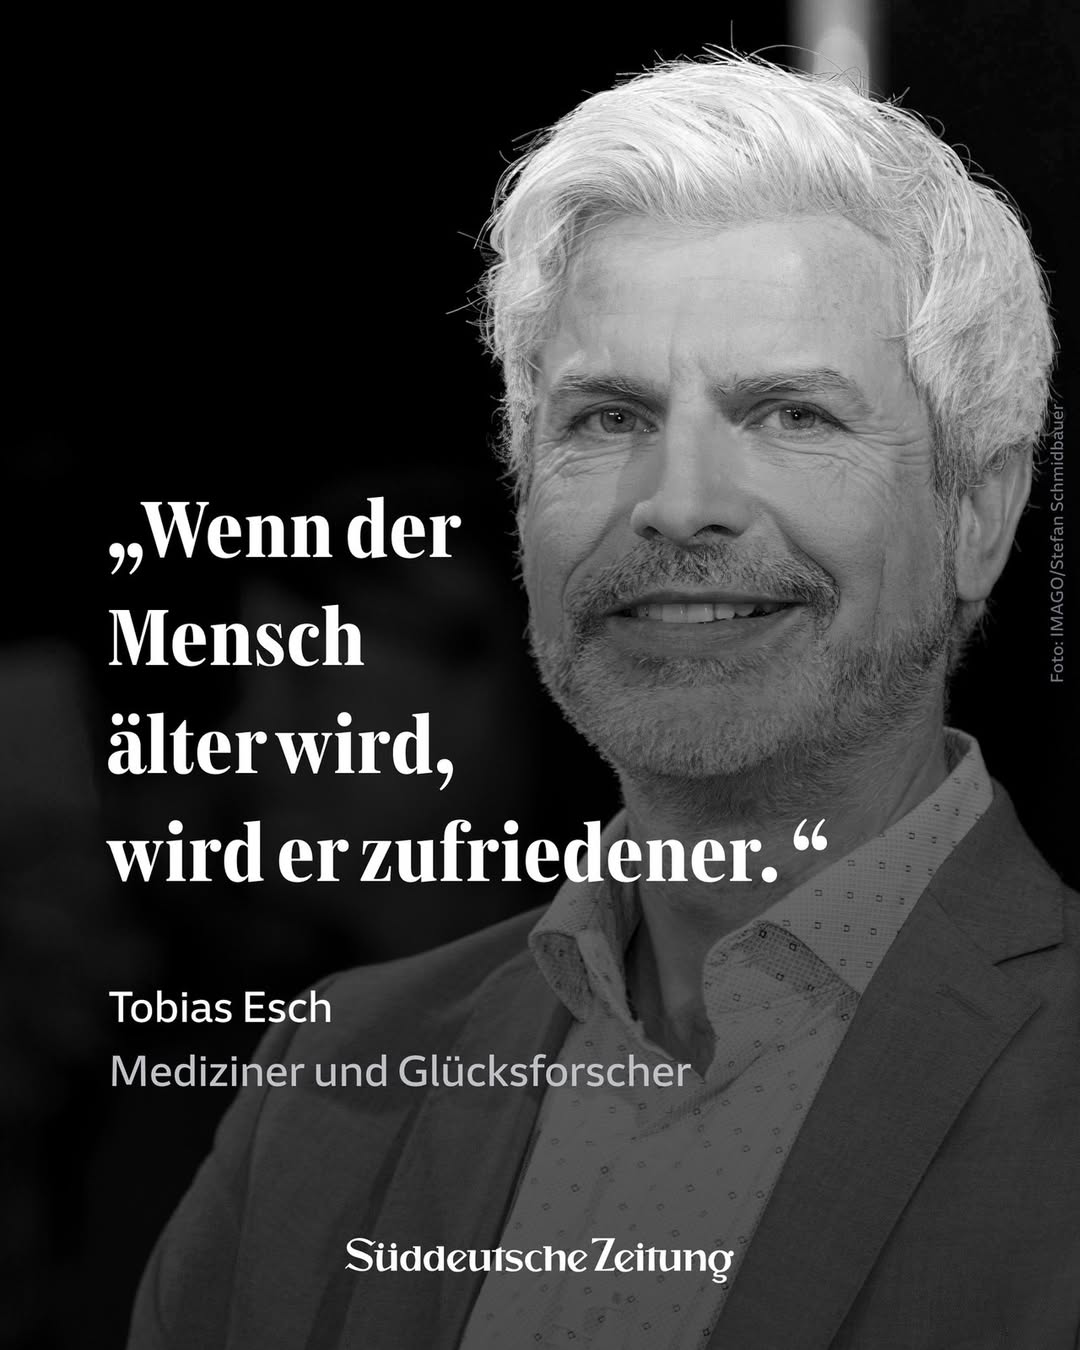 „Wenn der
Mensch
älter wird,
wird er zufriedener. “
Tobias Esch
Mediziner und Glücksforscher
Süddeutsche Zeitung
Foto: IMAGO/Stefan Schmidbauer